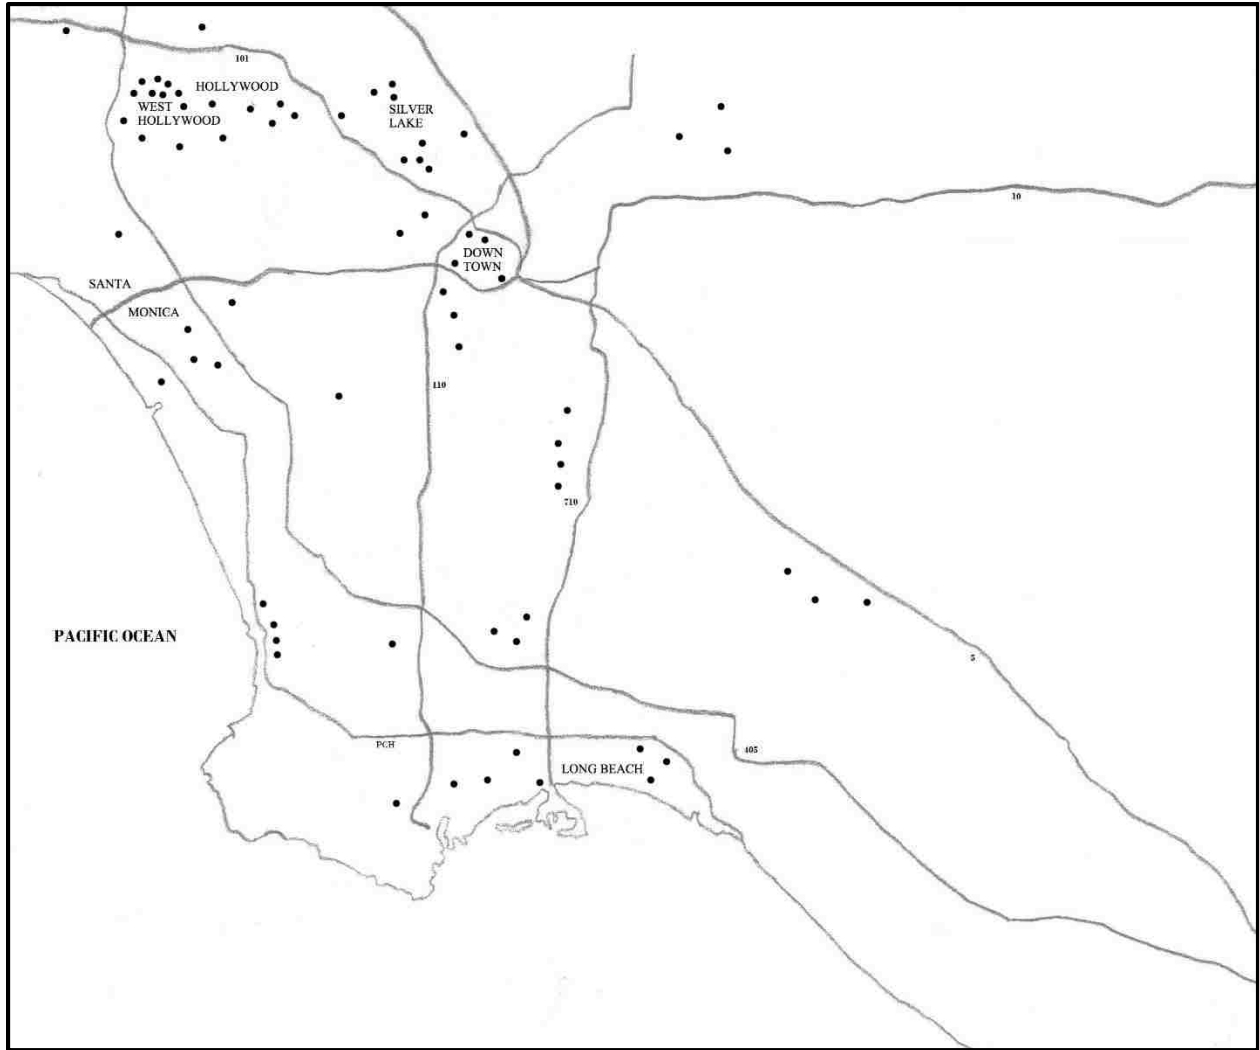 101
HOLLYWOOD
WEST
HOLLYWOOD
SILVER
LAKE
10
DOWN
TOWN
SANTA
MONICA
110
710
PACIFIC OCEAN
5
PCH
405
LONG BEACH